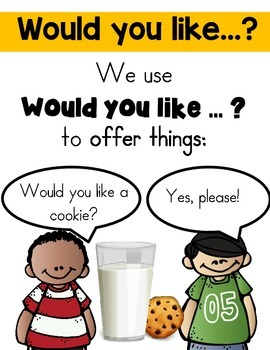 Would you like...?
We use
Would you like ... ?
to offer things:
Would you like a
cookie?
Yes, please!
05